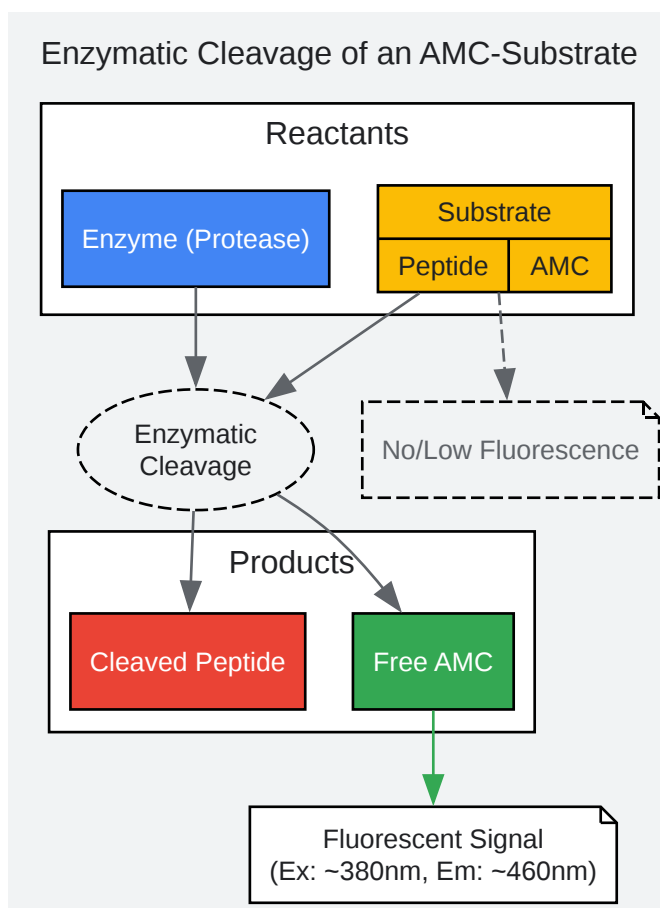 Enzymatic Cleavage of an AMC-Substrate
Reactants
Enzyme (Protease)
Substrate
Peptide
AMC
Enzymatic
Cleavage
No/Low Fluorescence
Products
Cleaved Peptide
Free AMC
Fluorescent Signal
(Ex: ~380nm, Em: ~460nm)